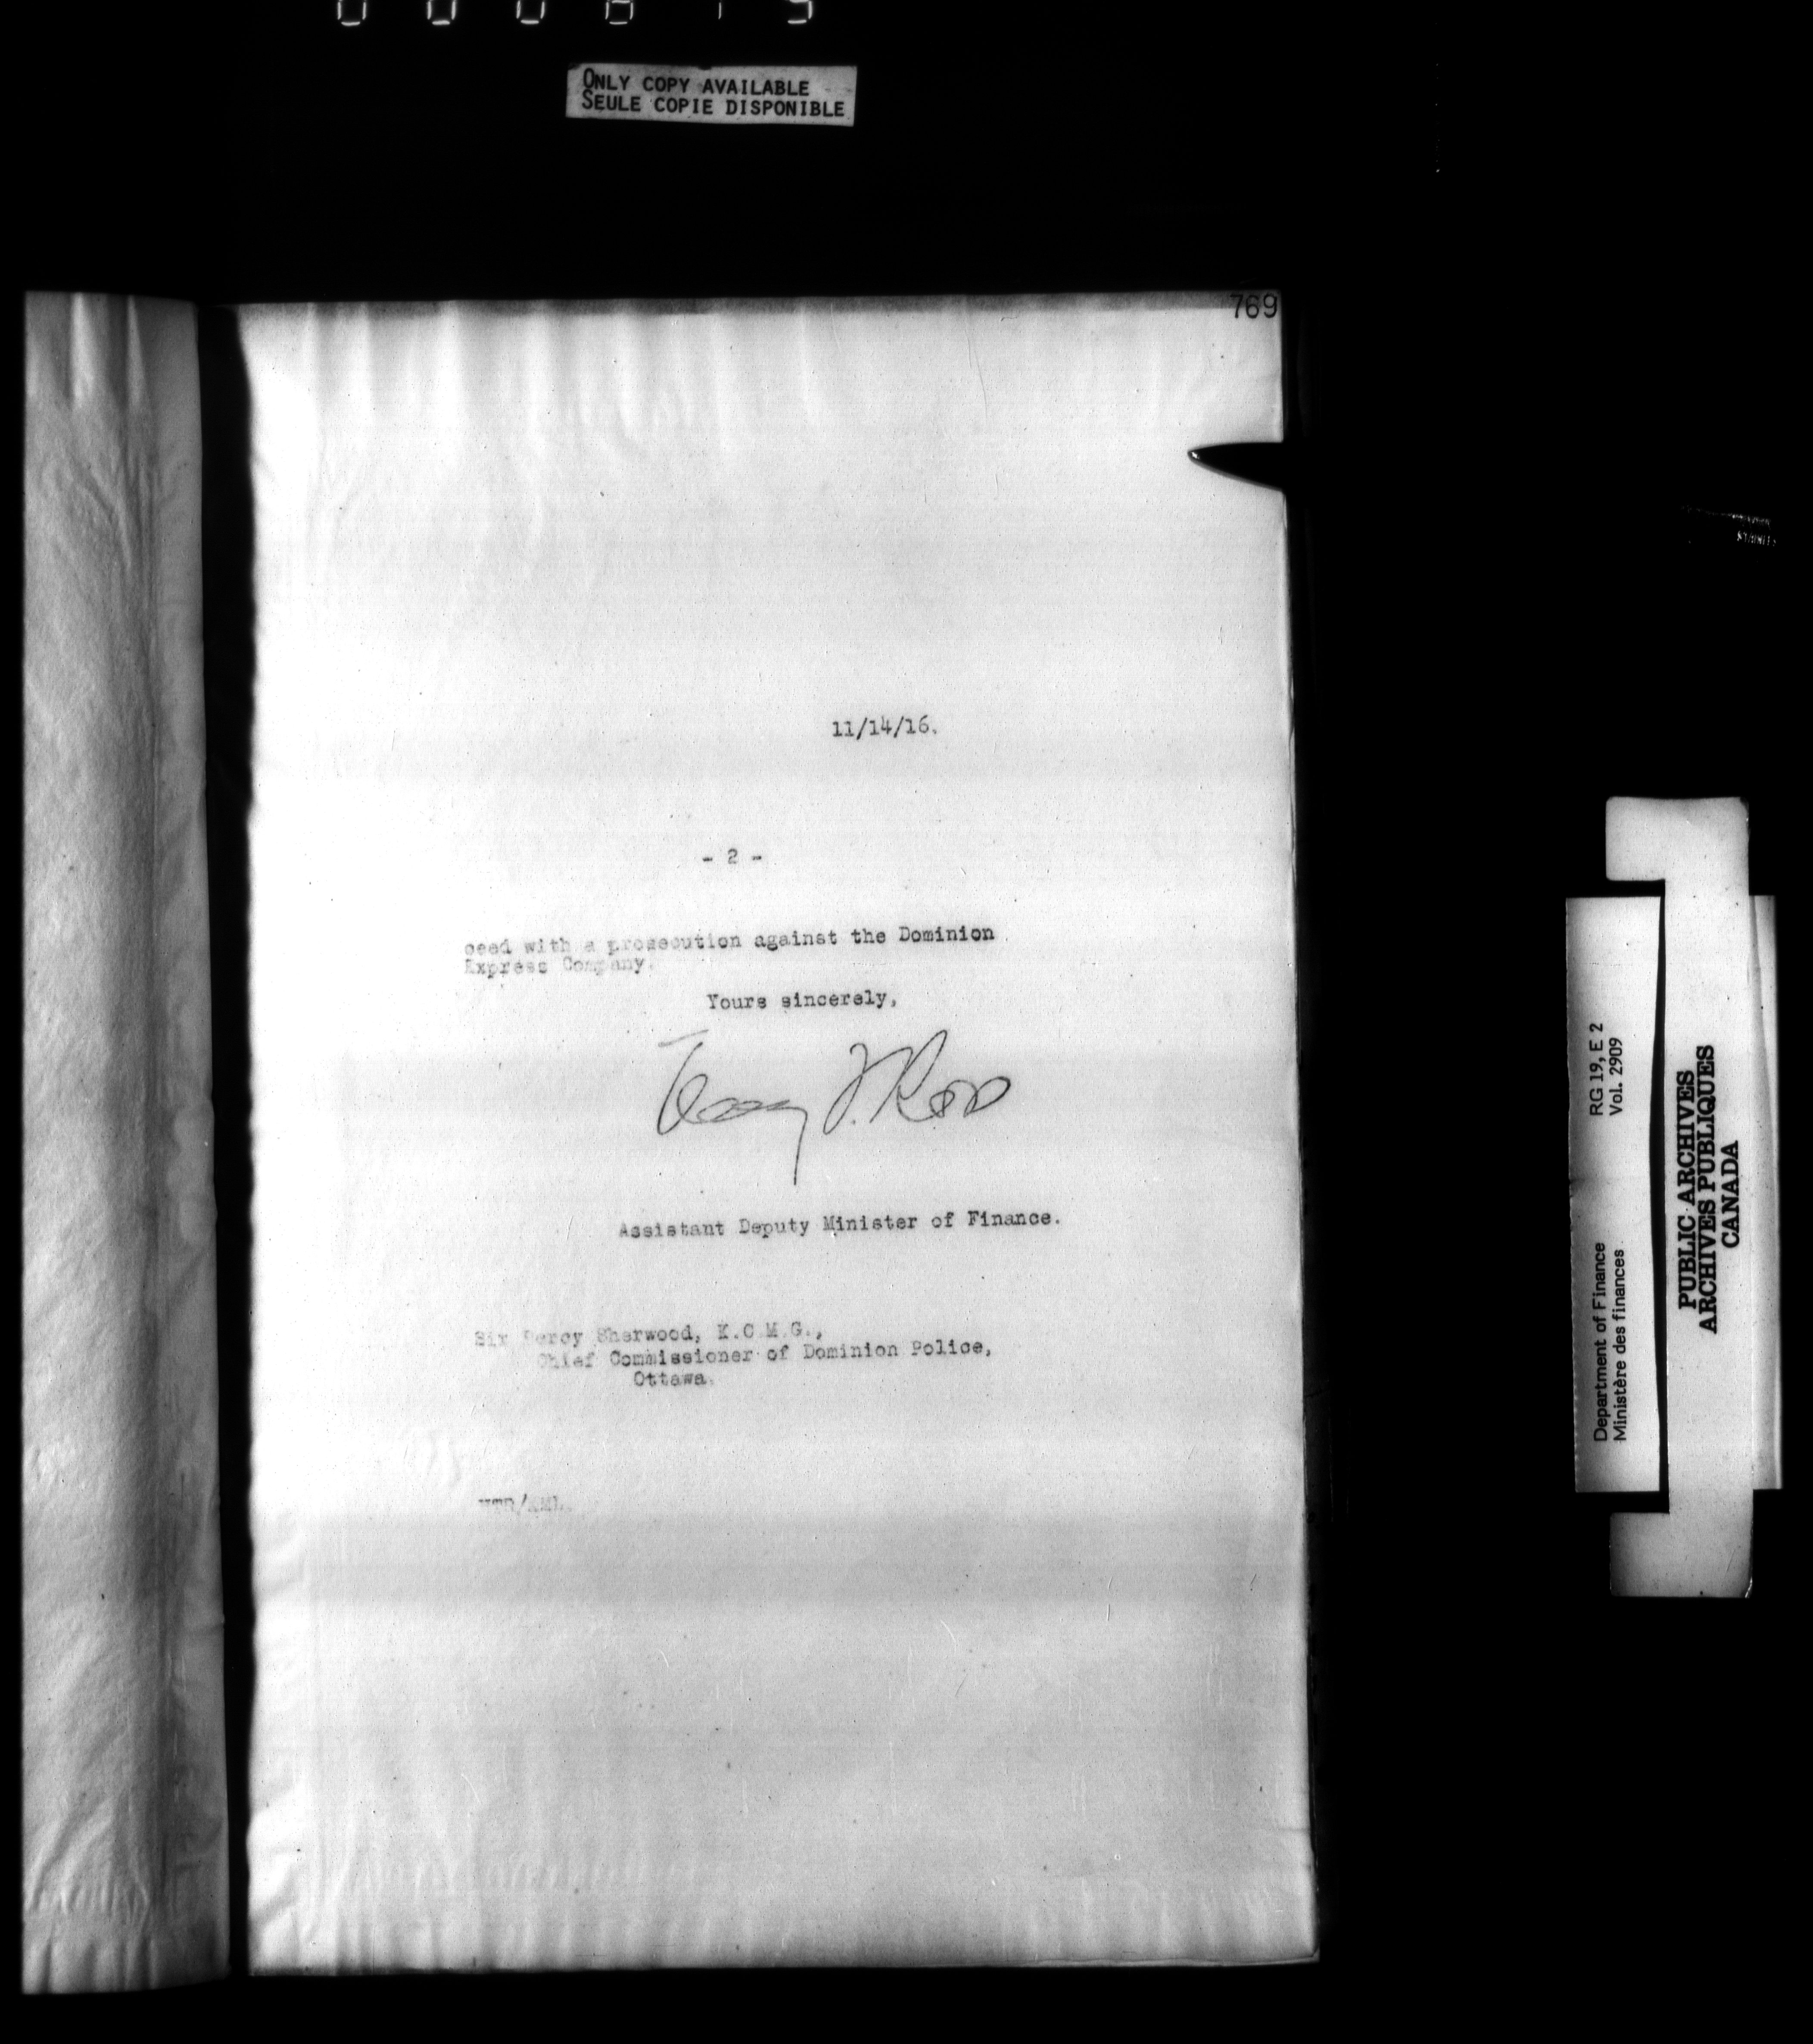 ONLY COPY AVAILABLE
SEULE COPIE DISPONIBLE
769
11/14/16.
- 2 -
ceed with a prosecution against the Dominion
Express Company.
Yours sincerely,
Assistant Deputy Minister of Finance.
Sir Percy Sherwood, K.C.M.G.,
Chief Commissioner of Dominion Police,
Ottawa.
Department of Finance RG 19, E 2
Ministère des finances Vol. 2909
PUBLIC ARCHIVES
ARCHIVES PUBLIQUES
CANADA